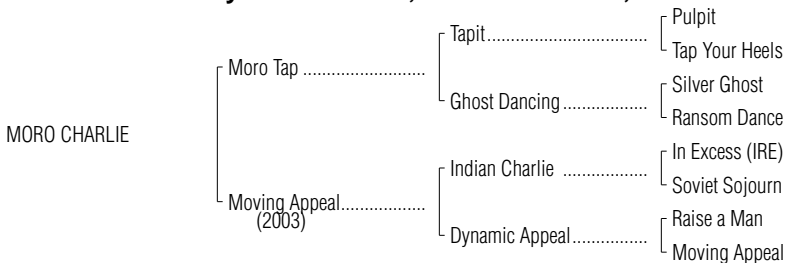 Pulpit
Tapit..............................
Tap Your Heels
Moro Tap ..........................
Silver Ghost
Ghost Dancing................
Ransom Dance
MORO CHARLIE
In Excess (IRE)
Indian Charlie ................
Soviet Sojourn
Moving Appeal.................
(2003)
Raise a Man
Dynamic Appeal...............
Moving Appeal